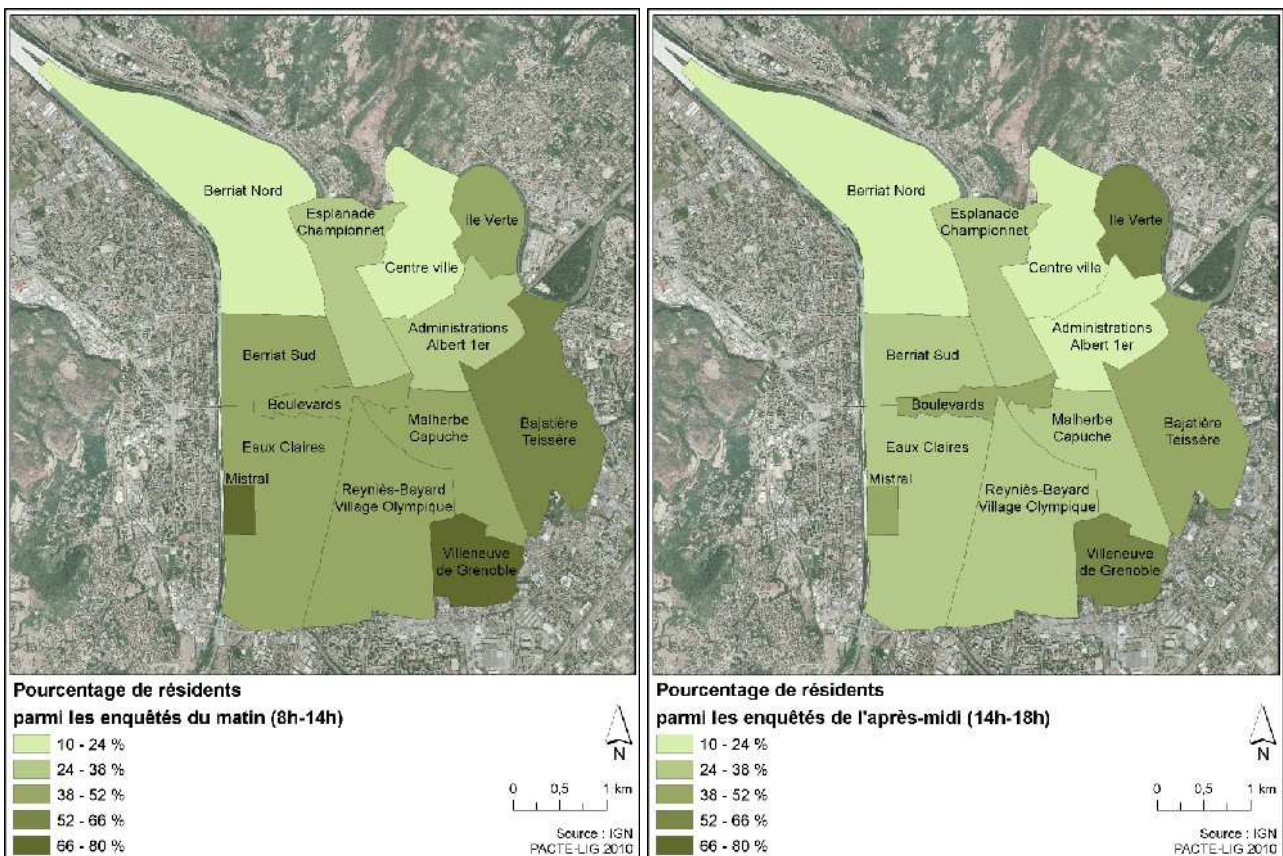 Berriat Nord
Esplanade
Championnet
Ile Verte
Centre ville
Administrations
Albert 1er
Berriat Sud
Boulevards
Malherbe
Capuche
Bajatière
Teissère
Eaux Claires
Mistral
Reyniès-Bayard
Village Olympique
Villeneuve
de Grenoble
Pourcentage de résidents
parmi les enquêtés du matin (8h-14h)
10 - 24 %
24 - 38 %
38 - 52 %
52 - 66 %
66 - 80 %
N
0 0,5 1 km
Source : IGN
PACTE-LIG 2010
Berriat Nord
Esplanade
Championnet
Ile Verte
Centre ville
Administrations
Albert 1er
Berriat Sud
Boulevards
Malherbe
Capuche
Bajatière
Teissère
Eaux Claires
Mistral
Reyniès-Bayard
Village Olympique
Villeneuve
de Grenoble
Pourcentage de résidents
parmi les enquêtés de l'après-midi (14h-18h)
10 - 24 %
24 - 38 %
38 - 52 %
52 - 66 %
66 - 80 %
N
0 0,5 1 km
Source : IGN
PACTE-LIG 2010